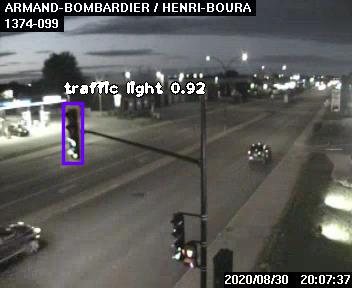 ARMAND-BOMBARDIER / HENRI-BOURA
1374-099
traffic light 0.92
2020/08/30 20:07:37